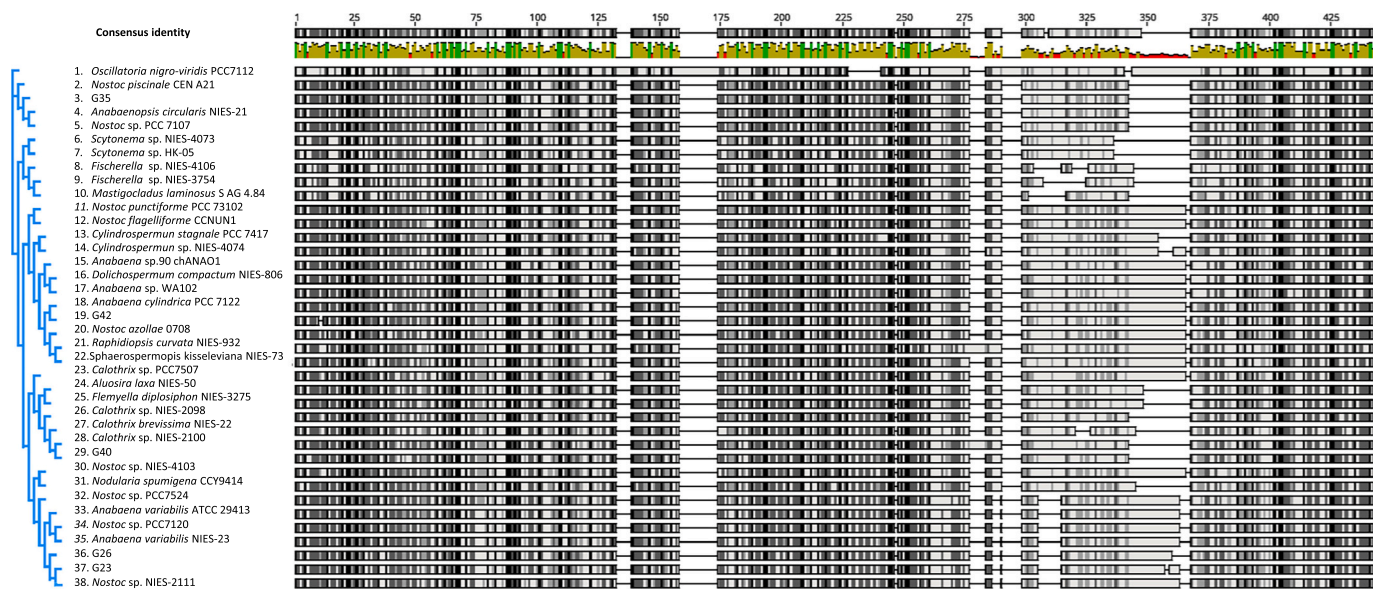 1 25 50 75 100 125 150 175 200 225 250 275 300 325 350 375 400 425
Consensus identity
1. Oscillatoria nigro-viridis PCC7112
2. Nostoc piscinale CEN A21
3. G35
4. Anabaenopsis circularis NIES-21
5. Nostoc sp. PCC 7107
6. Scytonema sp. NIES-4073
7. Scytonema sp. HK-05
8. Fischerella sp. NIES-4106
9. Fischerella sp. NIES-3754
10. Mastigocladus laminosus S AG 4.84
11. Nostoc punctiforme PCC 73102
12. Nostoc flagelliforme CCNUN1
13. Cylindrospermun stagnale PCC 7417
14. Cylindrospermun sp. NIES-4074
15. Anabaena sp.90 chANAO1
16. Dolichospermum compactum NIES-806
17. Anabaena sp. WA102
18. Anabaena cylindrica PCC 7122
19. G42
20. Nostoc azollae 0708
21. Raphidiopsis curvata NIES-932
22.Sphaerospermopis kisseleviana NIES-73
23. Calothrix sp. PCC7507
24. Aluosira laxa NIES-50
25. Flemyella diplosiphon NIES-3275
26. Calothrix sp. NIES-2098
27. Calothrix brevissima NIES-22
28. Calothrix sp. NIES-2100
29. G40
30. Nostoc sp. NIES-4103
31. Nodularia spumigena CCY9414
32. Nostoc sp. PCC7524
33. Anabaena variabilis ATCC 29413
34. Nostoc sp. PCC7120
35. Anabaena variabilis NIES-23
36. G26
37. G23
38. Nostoc sp. NIES-2111